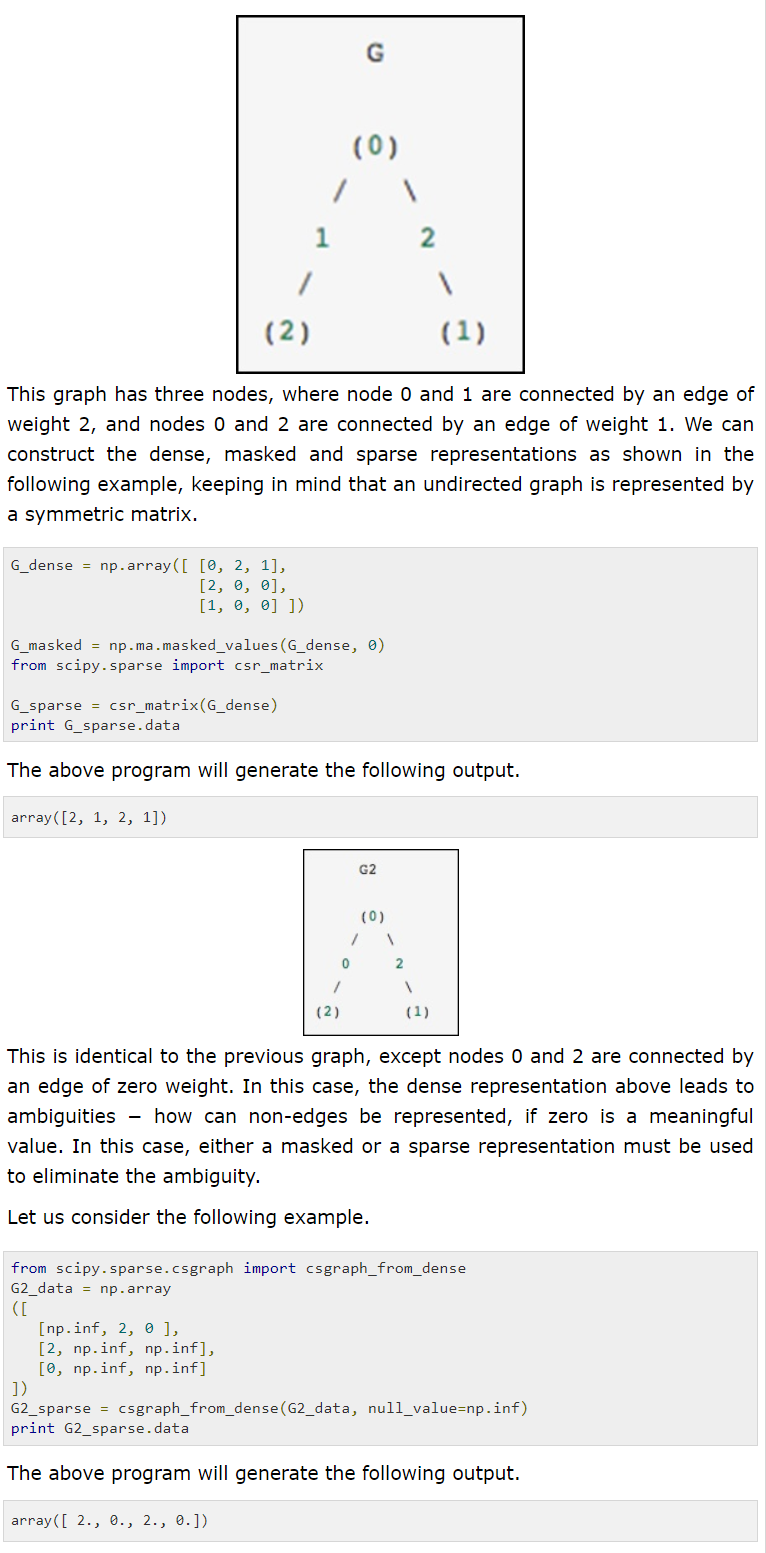 G
(0)
/ \
1 2
/ \
(2) (1)
This graph has three nodes, where node 0 and 1 are connected by an edge of
weight 2, and nodes 0 and 2 are connected by an edge of weight 1. We can
construct the dense, masked and sparse representations as shown in the
following example, keeping in mind that an undirected graph is represented by
a symmetric matrix.
G_dense = np.array([ [0, 2, 1],
[2, 0, 0],
[1, 0, 0] ])
G_masked = np.ma.masked_values(G_dense, 0)
from scipy.sparse import csr_matrix
G_sparse = csr_matrix(G_dense)
print G_sparse.data
The above program will generate the following output.
array([2, 1, 2, 1])
G2
(0)
/ \
0 2
/ \
(2) (1)
This is identical to the previous graph, except nodes 0 and 2 are connected by
an edge of zero weight. In this case, the dense representation above leads to
ambiguities − how can non-edges be represented, if zero is a meaningful
value. In this case, either a masked or a sparse representation must be used
to eliminate the ambiguity.
Let us consider the following example.
from scipy.sparse.csgraph import csgraph_from_dense
G2_data = np.array
([
[np.inf, 2, 0 ],
[2, np.inf, np.inf],
[0, np.inf, np.inf]
])
G2_sparse = csgraph_from_dense(G2_data, null_value=np.inf)
print G2_sparse.data
The above program will generate the following output.
array([ 2., 0., 2., 0.])